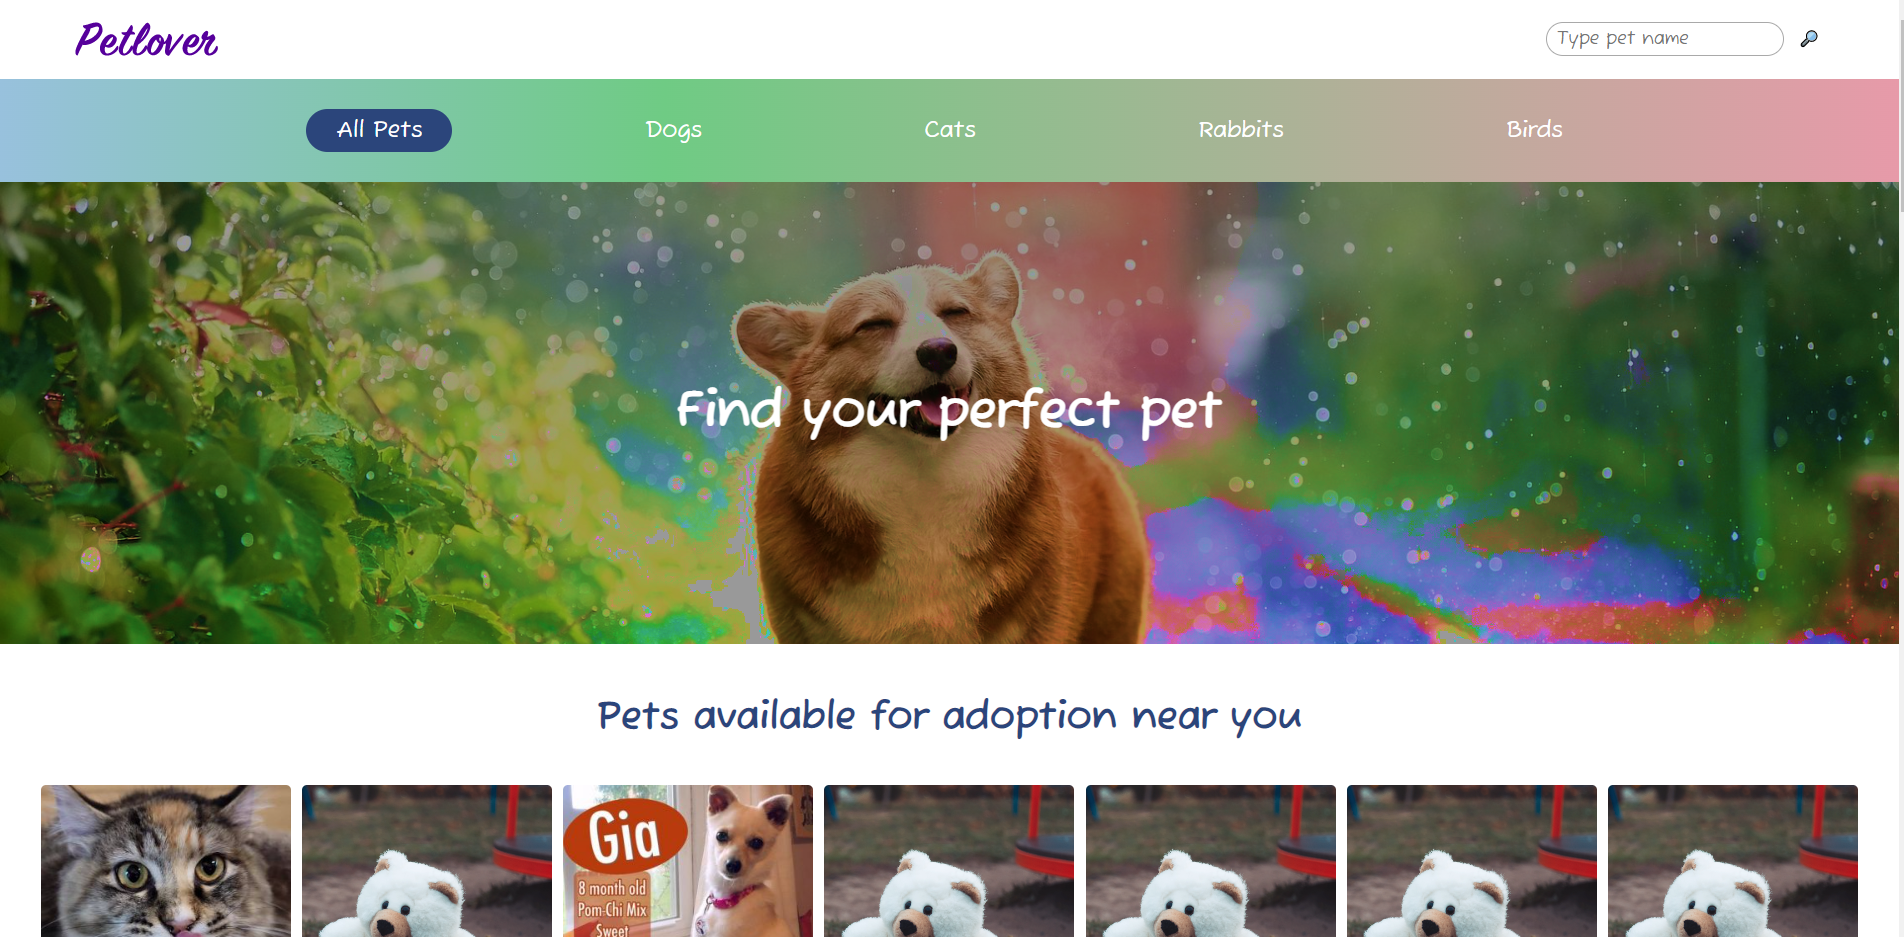 Petlover
Type pet name
All Pets
Dogs
Cats
Rabbits
Birds
Find your perfect pet
Pets available for adoption near you
Gia
8 month old
Pom-Chi Mix
Sweet